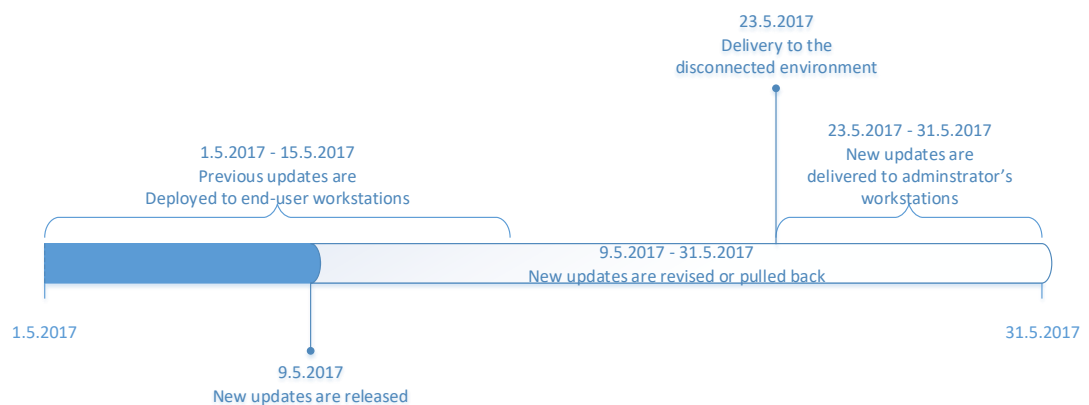 23.5.2017
Delivery to the
disconnected environment
23.5.2017 - 31.5.2017
New updates are
delivered to adminstrator's
workstations
1.5.2017 - 15.5.2017
Previous updates are
Deployed to end-user workstations
9.5.2017 - 31.5.2017
New updates are revised or pulled back
1.5.2017
31.5.2017
9.5.2017
New updates are released